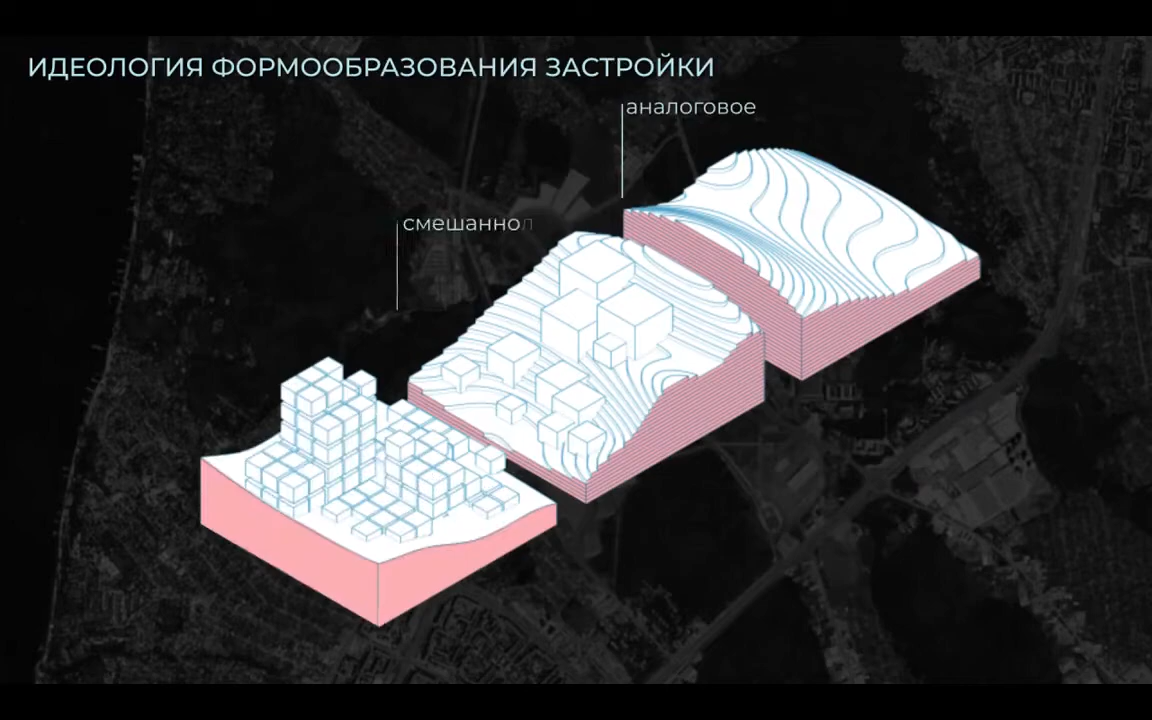 ИДЕОЛОГИЯ ФОРМООБРАЗОВАНИЯ ЗАСТРОЙКИ
аналоговое
смешанно